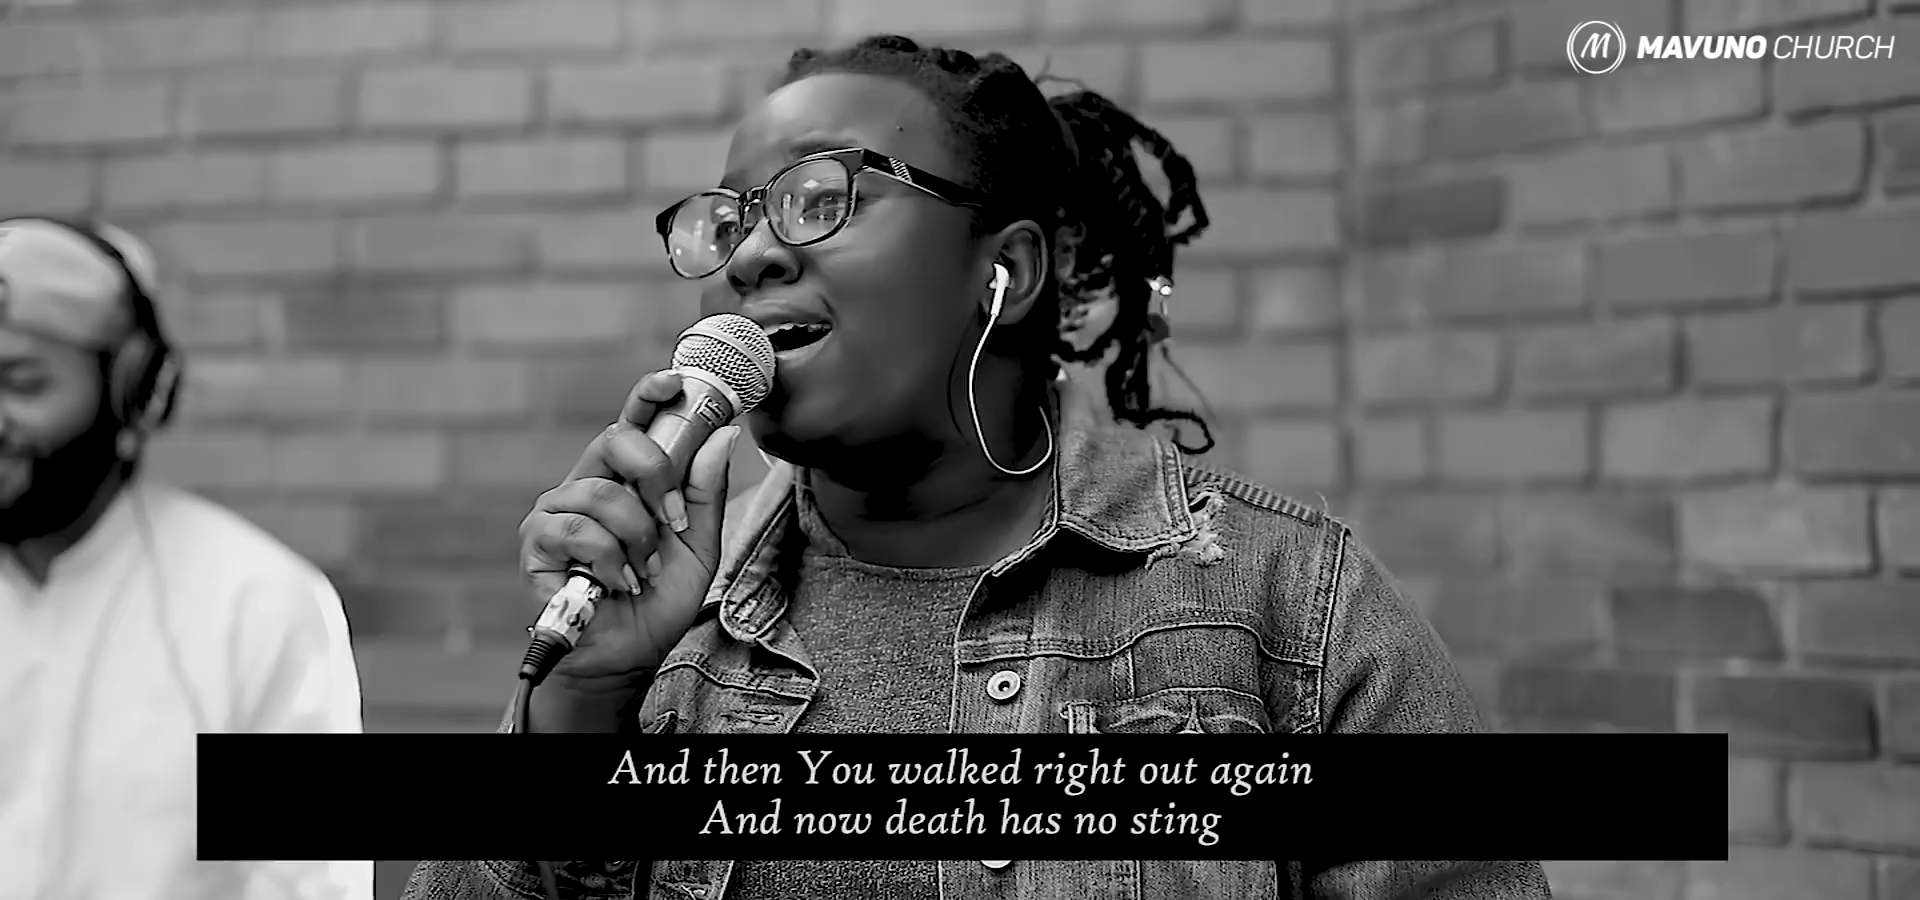 MAVUNO CHURCH
And then You walked right out again
And now death has no sting